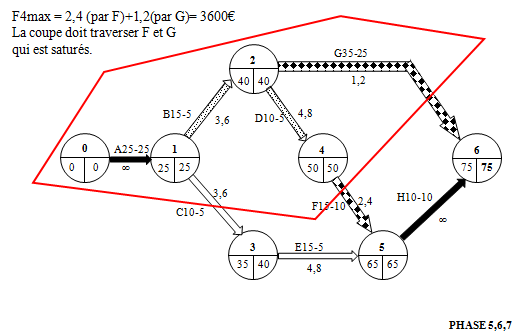 F4max = 2,4 (par F)+1,2(par G)= 3600€
La coupe doit traverser F et G
qui est saturés.
G35-25
2
1,2
40 40
B15-5
3,6
D10-5
4,8
0
A25-25
1
4
6
0 0
∞
25 25
50 50
75 75
3,6
F15-10
2,4
H10-10
C10-5
∞
3
E15-5
5
35 40
4,8
65 65
PHASE 5,6,7